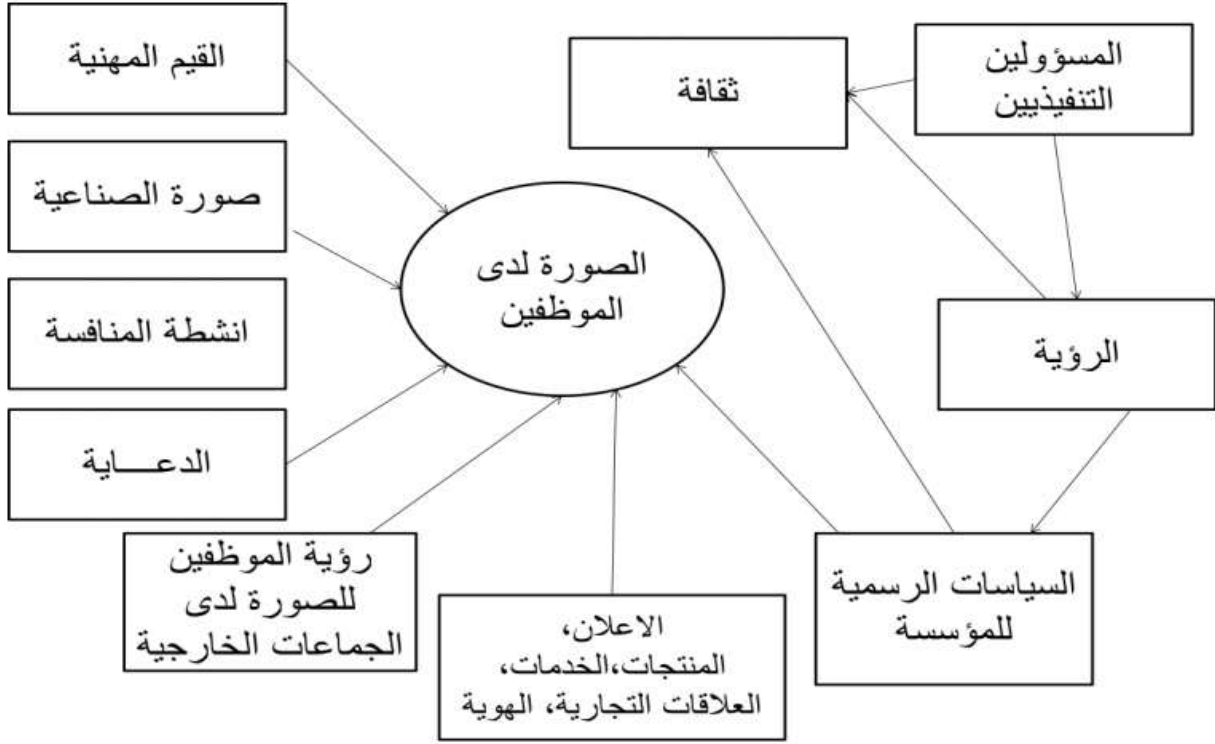 القيم المهنية
صورة الصناعية
انشطة المنافسة
الدعـــاية
رؤية الموظفين
للصورة لدى
الجماعات الخارجية
الاعلان،
المنتجات،الخدمات،
العلاقات التجارية، الهوية
السياسات الرسمية
للمؤسسة
الرؤية
المسؤولين
التنفيذيين
ثقافة
الصورة لدى
الموظفين